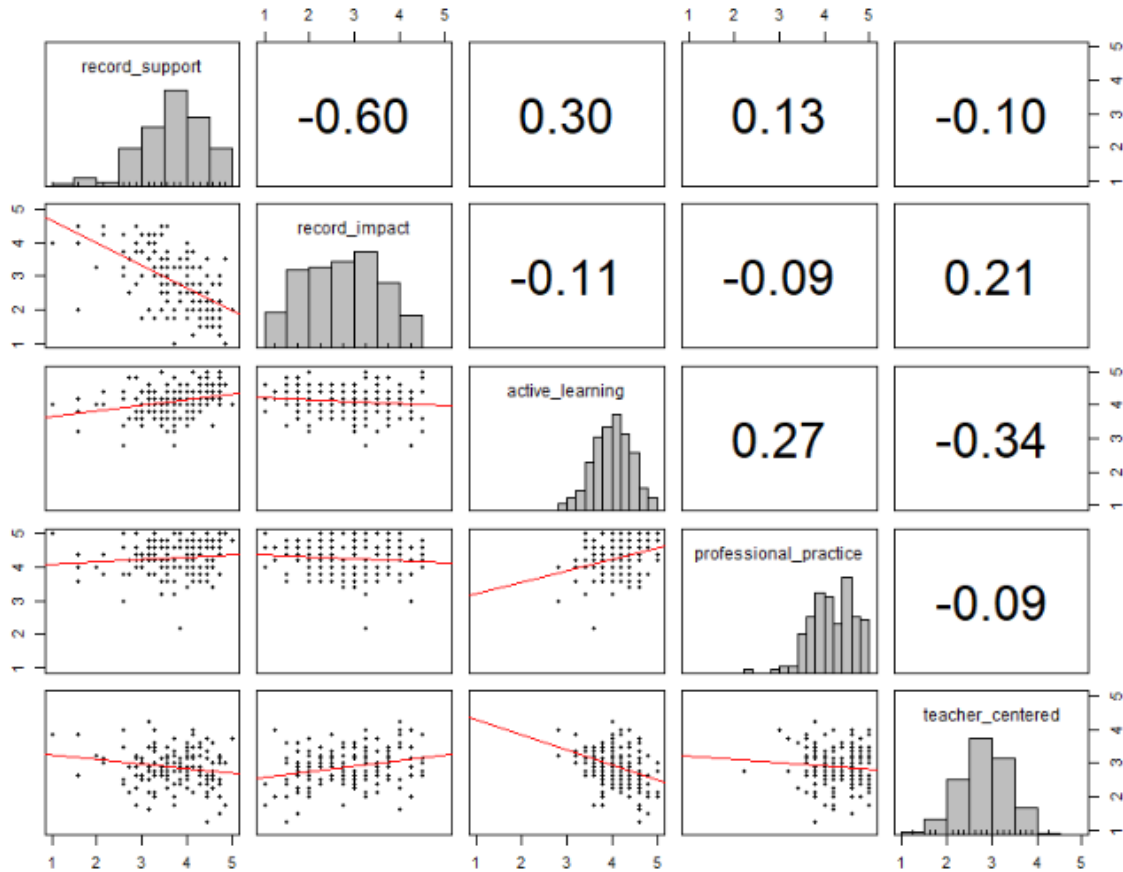 1 2 3 4 5 1 2 3 4 5
record_support
-0.60
0.30
0.13
-0.10
1 2 3 4 5
1 2 3 4 5
record_impact
-0.11
-0.09
0.21
active_learning
0.27
-0.34
1 2 3 4 5
1 2 3 4 5
professional_practice
-0.09
teacher_centered
1 2 3 4 5
1 2 3 4 5 1 2 3 4 5 1 2 3 4 5